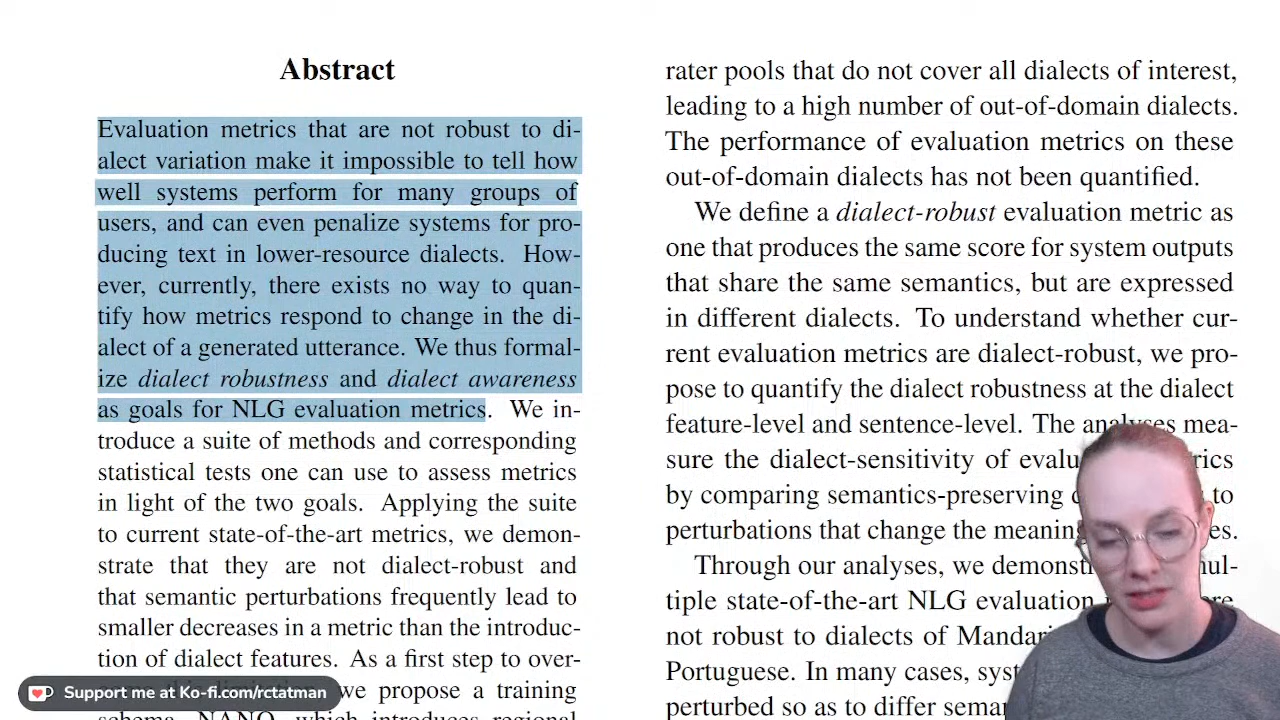 Abstract
Evaluation metrics that are not robust to di-
alect variation make it impossible to tell how
well systems perform for many groups of
users, and can even penalize systems for pro-
ducing text in lower-resource dialects. How-
ever, currently, there exists no way to quan-
tify how metrics respond to change in the di-
alect of a generated utterance. We thus formal-
ize dialect robustness and dialect awareness
as goals for NLG evaluation metrics. We in-
troduce a suite of methods and corresponding
statistical tests one can use to assess metrics
in light of the two goals. Applying the suite
to current state-of-the-art metrics, we demon-
strate that they are not dialect-robust and
that semantic perturbations frequently lead to
smaller decreases in a metric than the introduc-
tion of dialect features. As a first step to over-
we propose a training
schema, NANO, which introduces regional
rater pools that do not cover all dialects of interest,
leading to a high number of out-of-domain dialects.
The performance of evaluation metrics on these
out-of-domain dialects has not been quantified.
We define a dialect-robust evaluation metric as
one that produces the same score for system outputs
that share the same semantics, but are expressed
in different dialects. To understand whether cur-
rent evaluation metrics are dialect-robust, we pro-
pose to quantify the dialect robustness at the dialect
feature-level and sentence-level. The analyses mea-
sure the dialect-sensitivity of
by comparing semantics-preserving to
perturbations that change the meaning
Through our analyses, we
tiple state-of-the-art NLG evaluation
not robust to dialects of
Portuguese. In many cases,
perturbed so as to differ
Support me at Ko-fi.com/rctatman